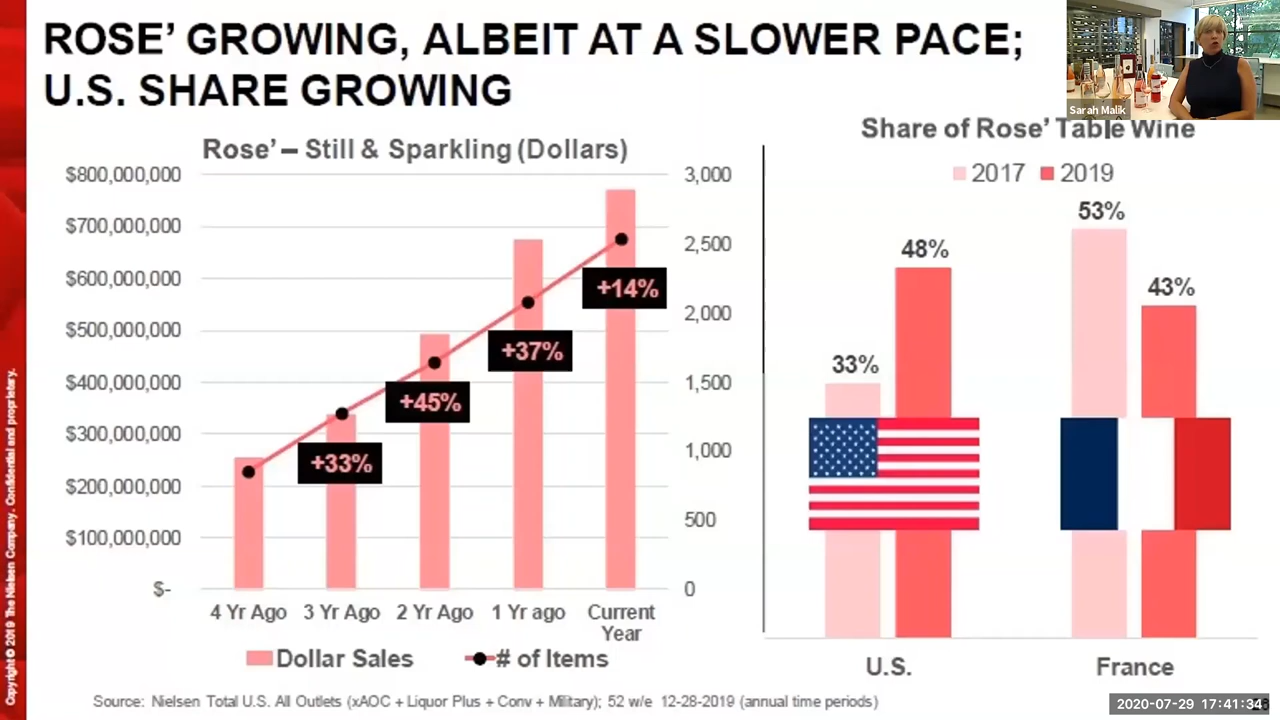 ROSE’ GROWING, ALBEIT AT A SLOWER PACE;
U.S. SHARE GROWING
Sarah Malik
Rose’ – Still & Sparkling (Dollars)
$800,000,000
$700,000,000
$600,000,000
$500,000,000
$400,000,000
$300,000,000
$200,000,000
$100,000,000
$-
3,000
2,500
2,000
1,500
1,000
500
0
+33%
+45%
+37%
+14%
4 Yr Ago 3 Yr Ago 2 Yr Ago 1 Yr ago Current
Year
Dollar Sales # of Items
Share of Rose’ Table Wine
2017 2019
33%
48%
53%
43%
U.S. France
Source: Nielsen Total U.S. All Outlets (xAOC + Liquor Plus + Conv + Military); 52 w/e 12-28-2019 (annual time periods)
Copyright © 2019 The Nielsen Company. Confidential and proprietary.
2020-07-29 17:41:34